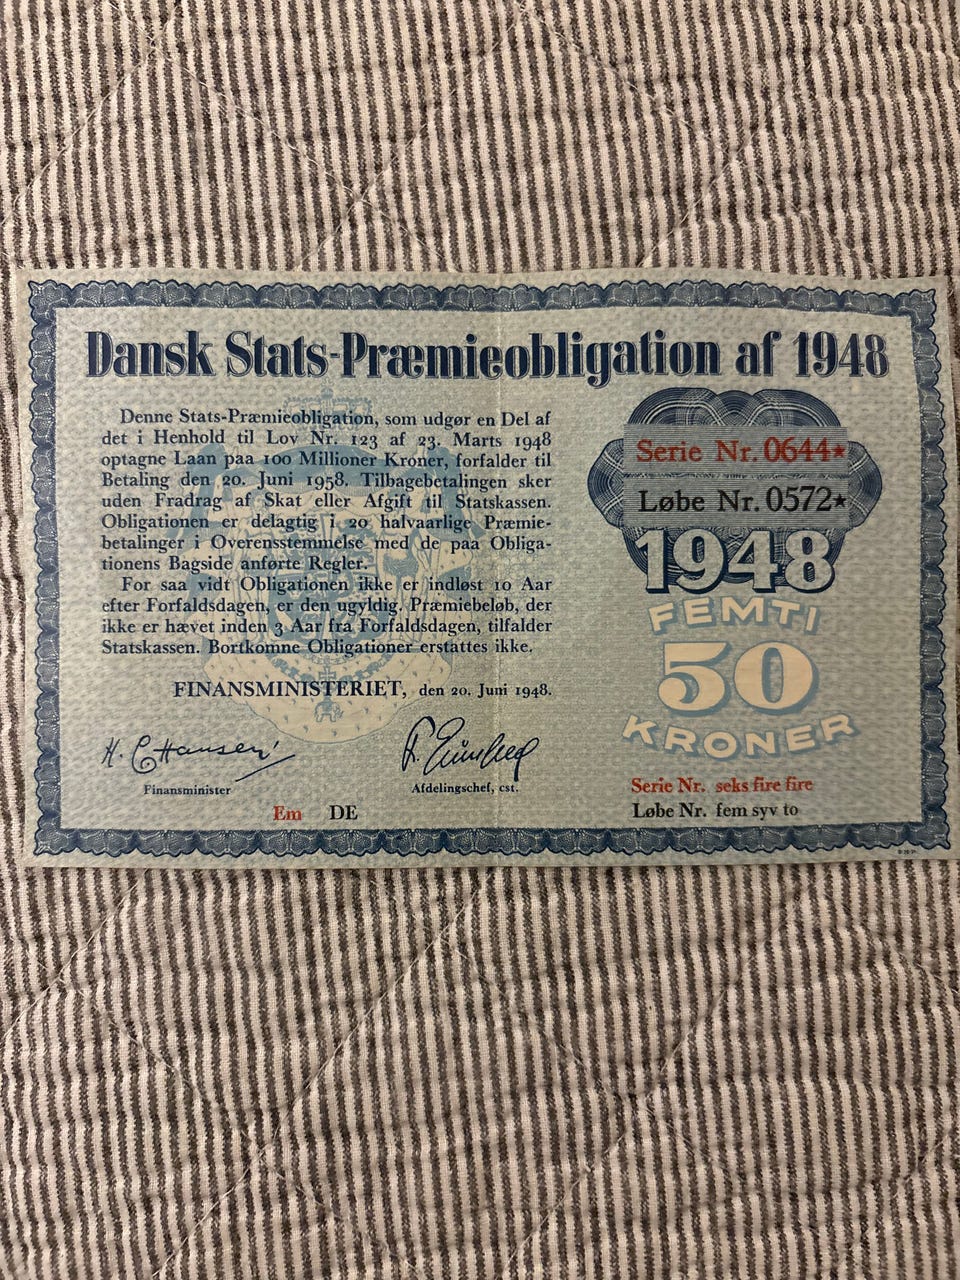 Dansk Stats-Præmieobligation af 1948
Denne Stats-Præmieobligation, som udgør en Del af
det i Henhold til Lov Nr. 123 af 23. Marts 1948
optagne Laan paa 100 Millioner Kroner, forfalder til
Betaling den 20. Juni 1958. Tilbagebetalingen sker
uden Fradrag af Skat eller Afgift til Statskassen.
Obligationen er delagtig i 20 halvaarlige Præmie-
betalinger i Overensstemmelse med de paa Obliga-
tionens Bagside anførte Regler.
For saa vidt Obligationen ikke er indløst 10 Aar
efter Forfaldsdagen, er den ugyldig. Præmiebeløb, der
ikke er hævet inden 3 Aar fra Forfaldsdagen, tilfalder
Statskassen. Bortkomne Obligationer erstattes ikke.
FINANSMINISTERIET, den 20. Juni 1948.
H. C Hansen
Finansminister
Afdelingschef, cst.
Em DE
Serie Nr. 0644★
Løbe Nr. 0572★
1948
FEMTI
50
KRONER
Serie Nr. seks fire fire
Løbe Nr. fem syv to